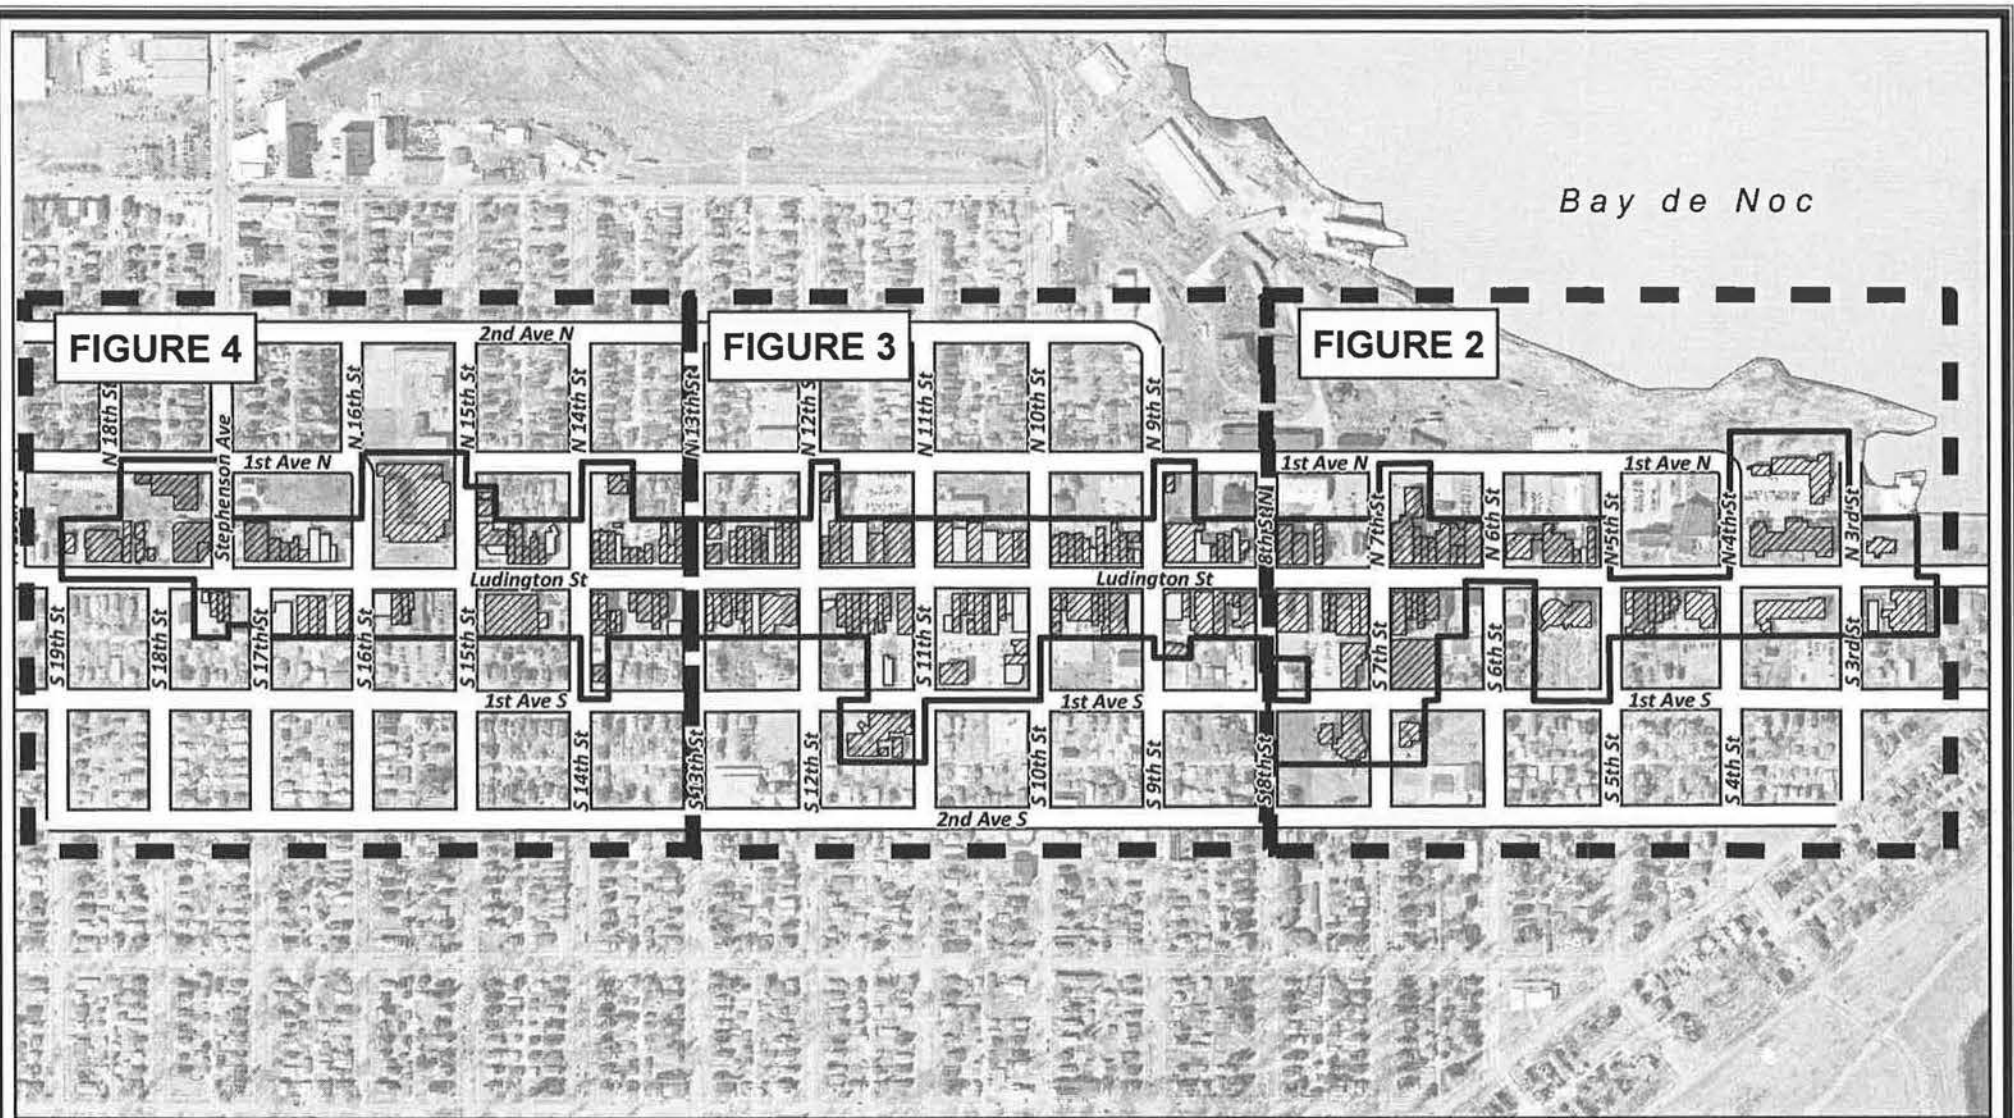 Bay de Noc
FIGURE 4
FIGURE 3
FIGURE 2
2nd Ave N
N 18th St
Stephenson Ave
N 16th St
N 15th St
N 14th St
N 13th St
N 12th St
N 11th St
N 10th St
N 9th St
1st Ave N
1st Ave N
1st Ave N
8th St N
N 7th St
N 6th St
N 5th St
N 4th St
N 3rd St
Ludington St
Ludington St
S 19th St
S 18th St
S 17th St
S 16th St
S 15th St
S 11th St
S 7th St
S 6th St
S 3rd St
1st Ave S
1st Ave S
1st Ave S
S 14th St
S 13th St
S 12th St
S 10th St
S 9th St
S 8th St
S 5th St
S 4th St
2nd Ave S